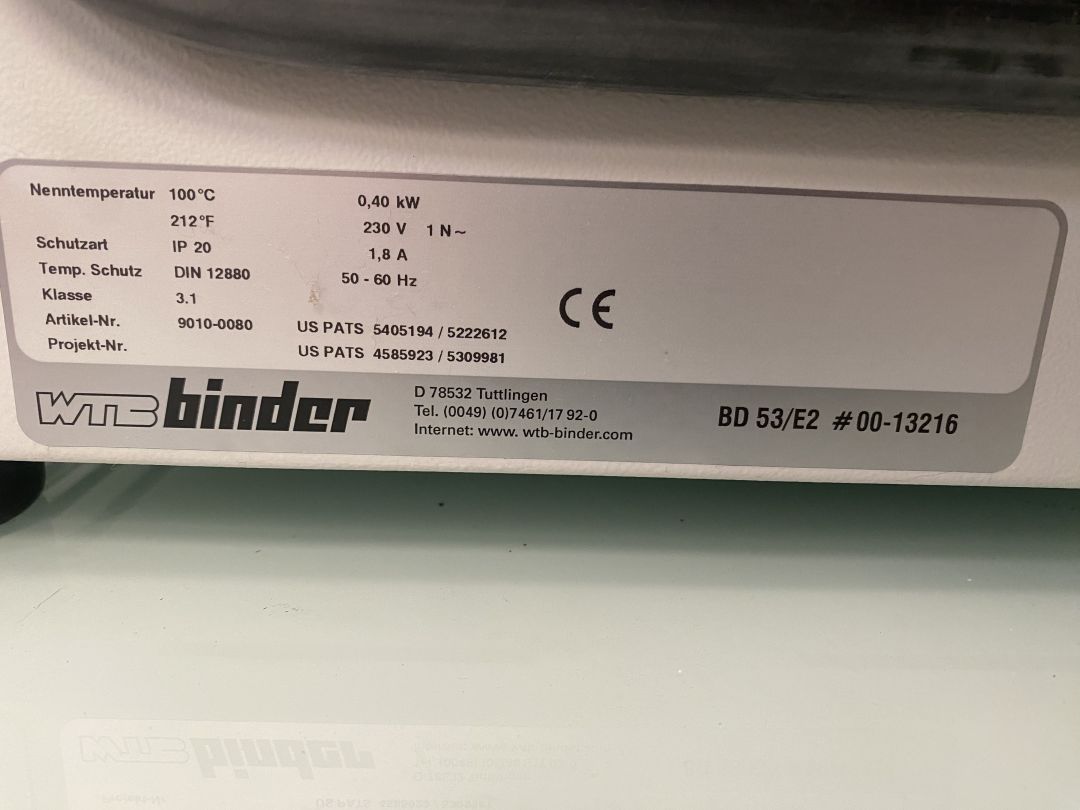 Nenntemperatur 100°C 0,40 kW
212°F 230 V 1 N~
Schutzart IP 20 1,8 A
Temp. Schutz DIN 12880 50 - 60 Hz
Klasse 3.1
Artikel-Nr. 9010-0080 US PATS 5405194 / 5222612
Projekt-Nr. US PATS 4585923 / 5309981
CE
WTB binder
D 78532 Tuttlingen
Tel. (0049) (0)7461/17 92-0
Internet: www. wtb-binder.com
BD 53/E2 #00-13216